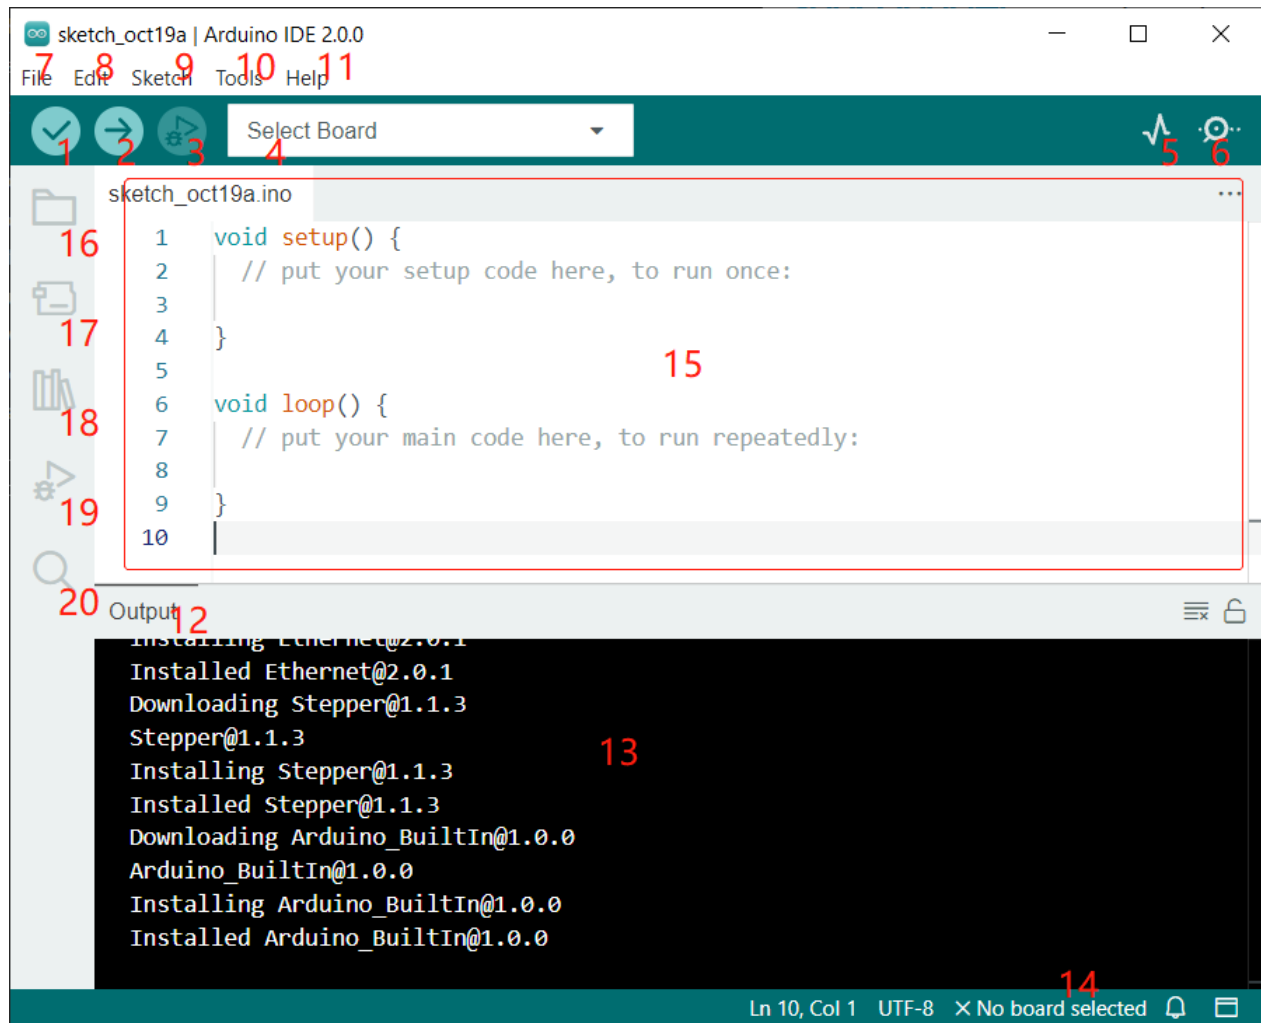 sketch_oct19a | Arduino IDE 2.0.0
7 8 9 10 11
File Edit Sketch Tools Help
Select Board
1 2 3 4 5 6
sketch_oct19a.ino
16
1 void setup() {
2 // put your setup code here, to run once:
3
17
4 }
15
5
6 void loop() {
18
7 // put your main code here, to run repeatedly:
8
9 }
19
10
20
Output
12
Installing Ethernet@2.0.1
Installed Ethernet@2.0.1
Downloading Stepper@1.1.3
Stepper@1.1.3
13
Installing Stepper@1.1.3
Installed Stepper@1.1.3
Downloading Arduino_BuiltIn@1.0.0
Arduino_BuiltIn@1.0.0
Installing Arduino_BuiltIn@1.0.0
Installed Arduino_BuiltIn@1.0.0
14
Ln 10, Col 1 UTF-8 No board selected